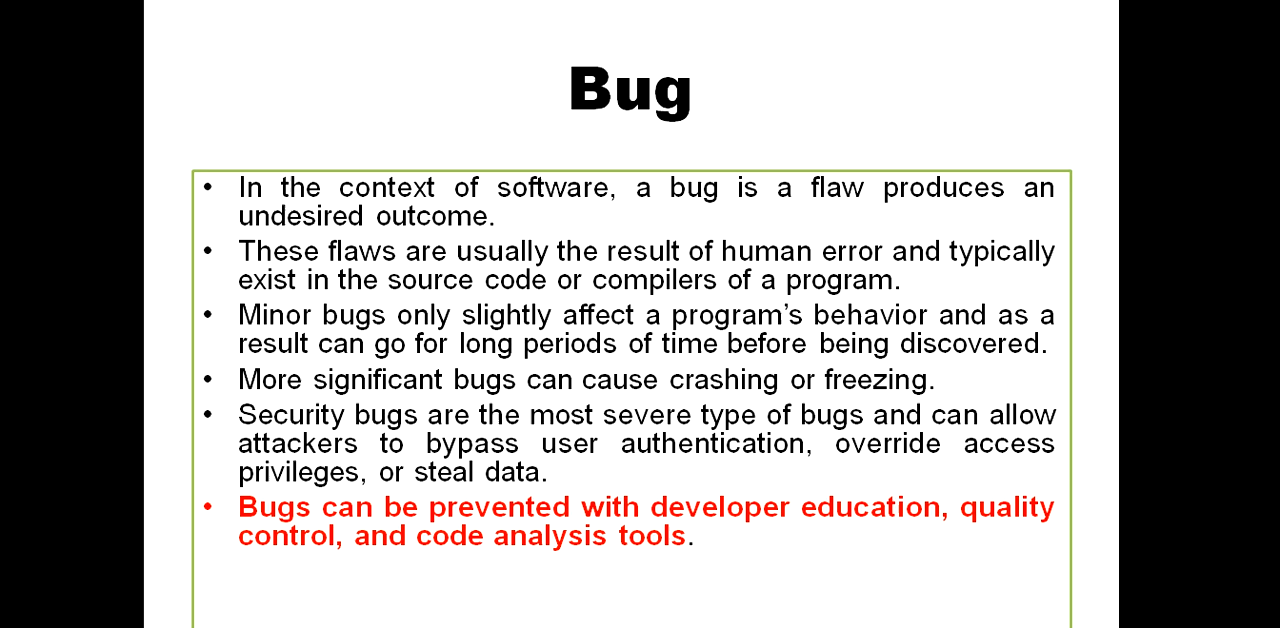 Bug
• In the context of software, a bug is a flaw produces an
undesired outcome.
• These flaws are usually the result of human error and typically
exist in the source code or compilers of a program.
• Minor bugs only slightly affect a program’s behavior and as a
result can go for long periods of time before being discovered.
• More significant bugs can cause crashing or freezing.
• Security bugs are the most severe type of bugs and can allow
attackers to bypass user authentication, override access
privileges, or steal data.
• Bugs can be prevented with developer education, quality
control, and code analysis tools.